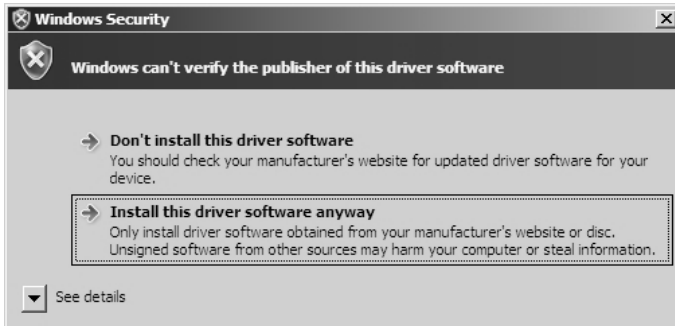 Windows Security
Windows can't verify the publisher of this driver software
Don't install this driver software
You should check your manufacturer's website for updated driver software for your
device.
Install this driver software anyway
Only install driver software obtained from your manufacturer's website or disc.
Unsigned software from other sources may harm your computer or steal information.
See details